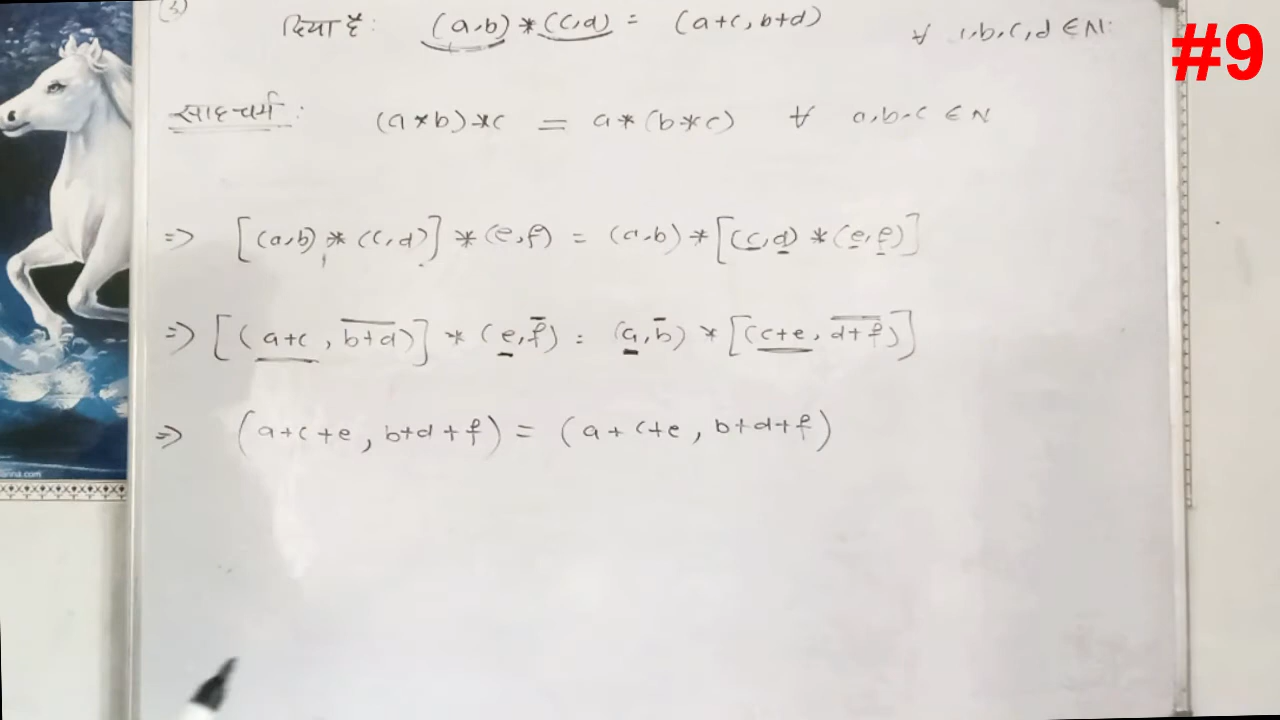 (3)
दिया है: (a,b) * (c,d) = (a+c, b+d) ∀ ,b,c,d ∈ N.
#9
साहचर्य : (a * b) * c = a * (b * c) ∀ a,b,c ∈ N
=> [(a,b) * (c,d)] * (e,f) = (a,b) * [(c,d) * (e,f)]
=> [(a+c, b+d)] * (e,f) = (a,b) * [(c+e, d+f)]
=> (a+c+e, b+d+f) = (a+c+e, b+d+f)